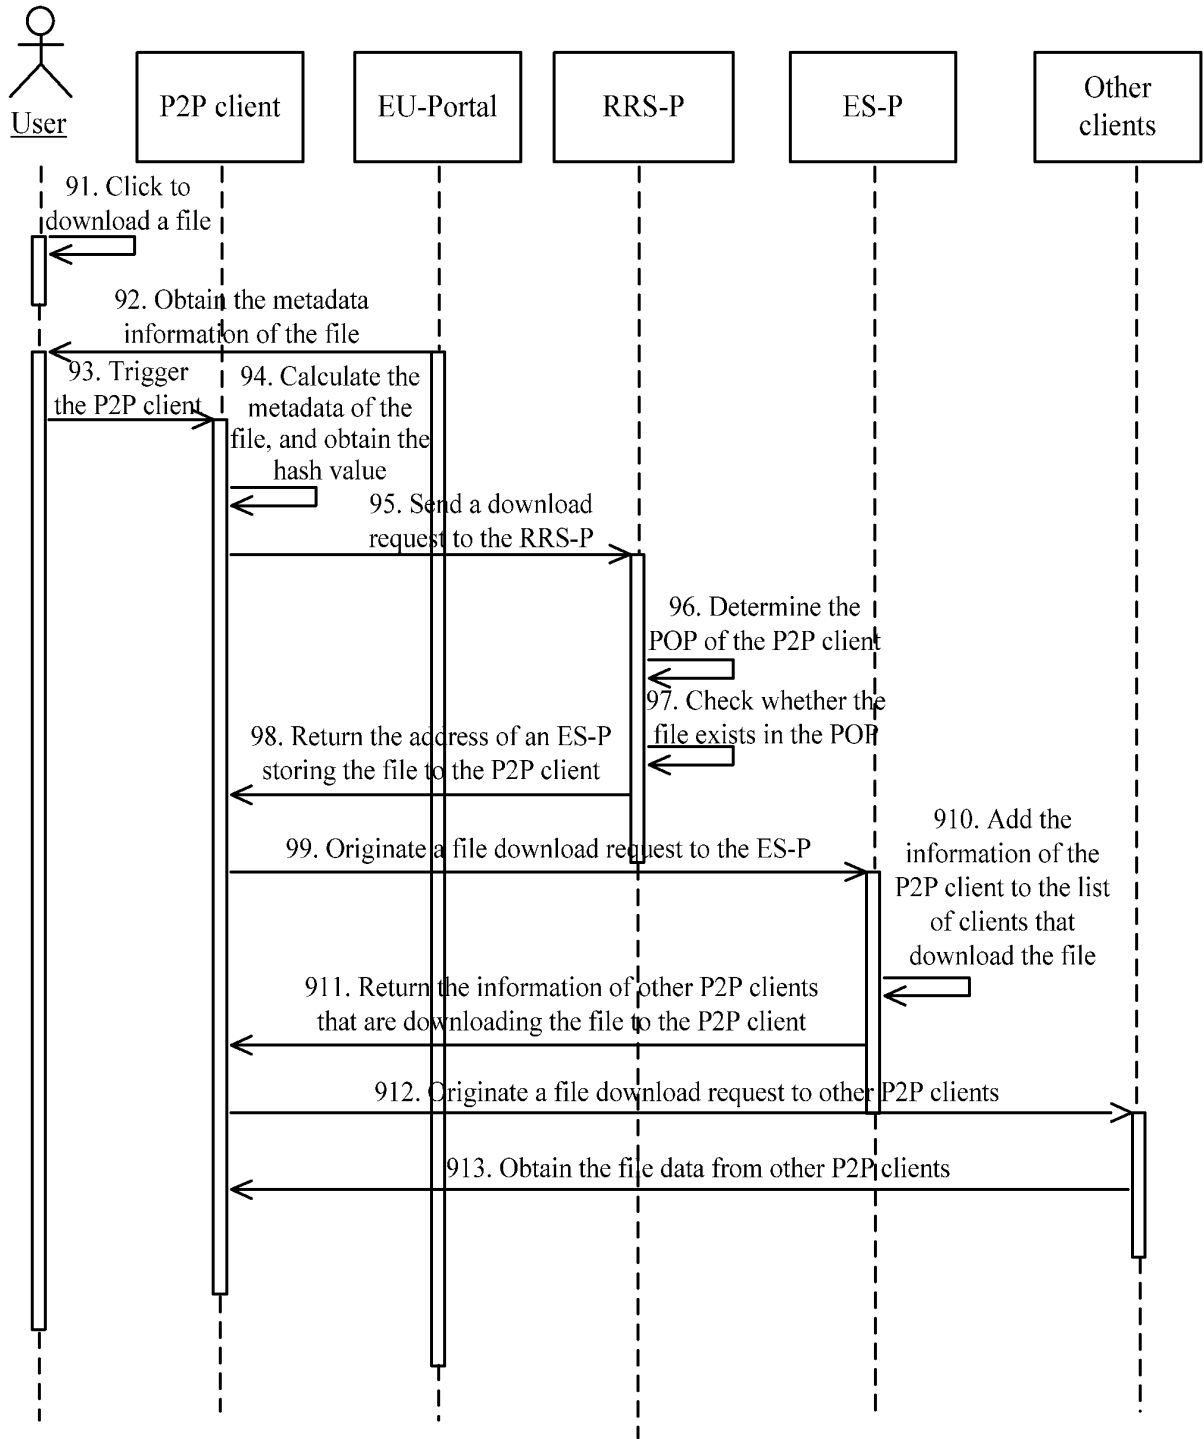 User
P2P client
EU-Portal
RRS-P
ES-P
Other
clients
91. Click to
download a file
92. Obtain the metadata
information of the file
93. Trigger
the P2P client
94. Calculate the
metadata of the
file, and obtain the
hash value
95. Send a download
request to the RRS-P
96. Determine the
POP of the P2P client
97. Check whether the
file exists in the POP
98. Return the address of an ES-P
storing the file to the P2P client
99. Originate a file download request to the ES-P
910. Add the
information of the
P2P client to the list
of clients that
download the file
911. Return the information of other P2P clients
that are downloading the file to the P2P client
912. Originate a file download request to other P2P clients
913. Obtain the file data from other P2P clients